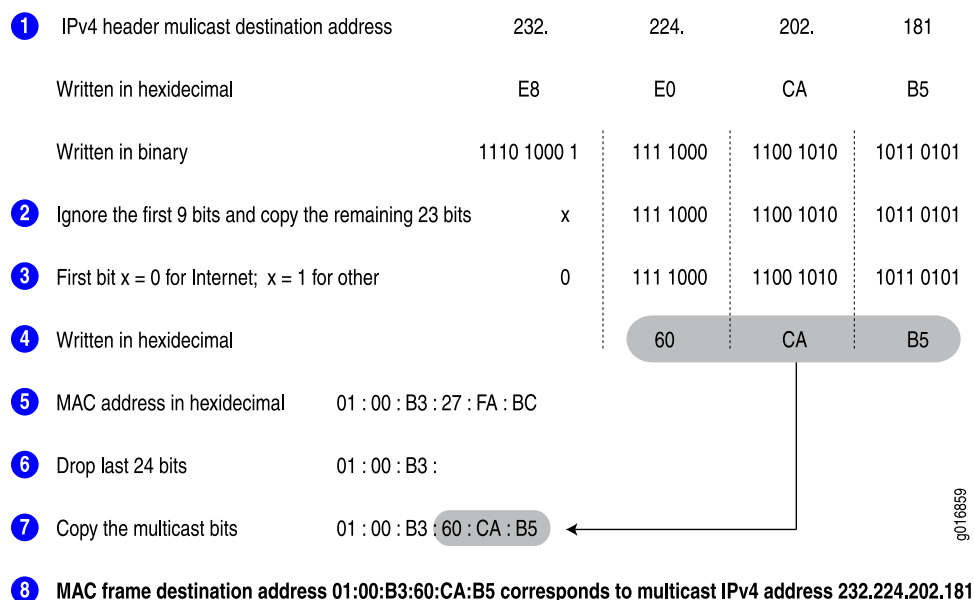 1 IPv4 header mulicast destination address 232. 224. 202. 181
Written in hexidecimal E8 E0 CA B5
Written in binary 1110 1000 1 111 1000 1100 1010 1011 0101
2 Ignore the first 9 bits and copy the remaining 23 bits x 111 1000 1100 1010 1011 0101
3 First bit x = 0 for Internet; x = 1 for other 0 111 1000 1100 1010 1011 0101
4 Written in hexidecimal 60 CA B5
5 MAC address in hexidecimal 01 : 00 : B3 : 27 : FA : BC
6 Drop last 24 bits 01 : 00 : B3 :
7 Copy the multicast bits 01 : 00 : B3 : 60 : CA : B5
g016859
8 MAC frame destination address 01:00:B3:60:CA:B5 corresponds to multicast IPv4 address 232.224.202.181